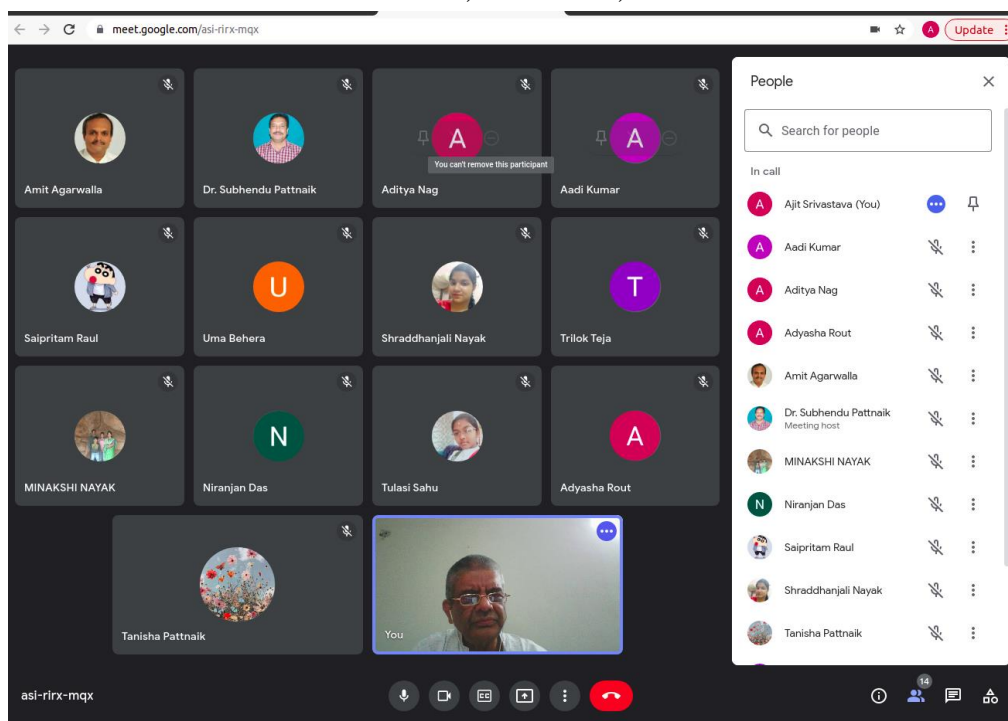 meet.google.com/asi-rirx-mqx
A
Update
Amit Agarwalla
Dr. Subhendu Pattnaik
A
You can't remove this participant
Aditya Nag
A
Aadi Kumar
Saipritam Raul
U
Uma Behera
Shraddhanjali Nayak
T
Trilok Teja
MINAKSHI NAYAK
N
Niranjan Das
Tulasi Sahu
A
Adyasha Rout
Tanisha Pattnaik
You
People
Search for people
In call
A Ajit Srivastava (You)
A Aadi Kumar
A Aditya Nag
A Adyasha Rout
Amit Agarwalla
Dr. Subhendu Pattnaik
Meeting host
MINAKSHI NAYAK
N Niranjan Das
Saipritam Raul
Shraddhanjali Nayak
Tanisha Pattnaik
asi-rirx-mqx
CC
14